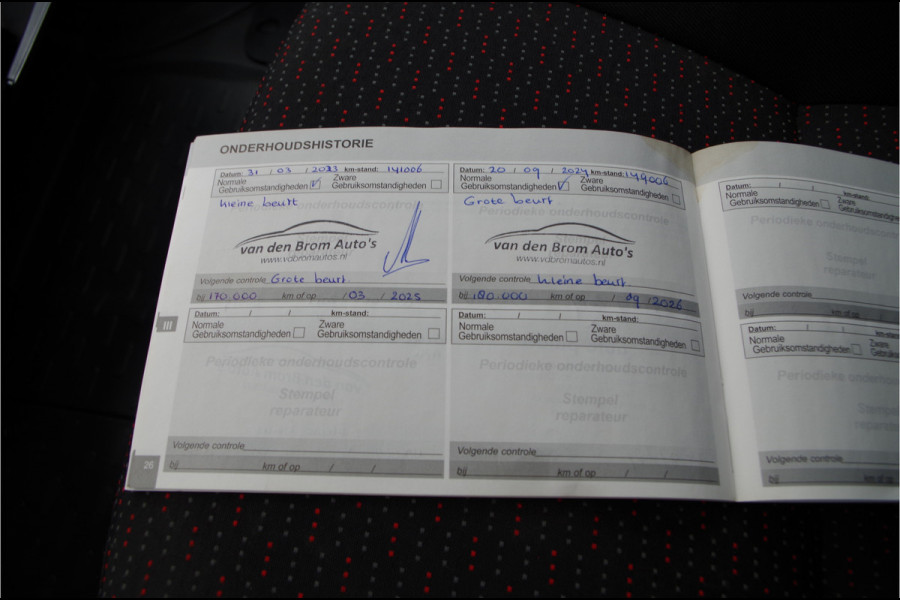 ONDERHOUDSHISTORIE
Datum: 31 / 03 / 2023 km-stand: 141006
Normale Gebruiksomstandigheden Zware Gebruiksomstandigheden
kleine beurt
van den Brom Auto's
www.vdbromautos.nl
Volgende controle Grote beurt
bij 170.000 km of op / 03 / 2025
Datum: 20 / 09 / 2024 km-stand: 149006
Normale Gebruiksomstandigheden Zware Gebruiksomstandigheden
Grote beurt
Periodieke onderhoudscontrole
van den Brom Auto's
www.vdbromautos.nl
Volgende controle kleine beurt.
bij 180.000 km of op / 09 / 2026
Datum: / / km-stand:
Normale Gebruiksomstandigheden Zware Gebruiksomstandigheden
Periodieke onderhoudscontrole
Stempel
reparateur
Volgende controle
bij km of op / /
Datum: / / km-stand:
Normale Gebruiksomstandigheden Zware Gebruiksomstandigheden
Periodieke onderhoudscontrole
Stempel
reparateur
Volgende controle
bij km of op / /
III
26
Datum: / / km-stand:
Normale Gebruiksomstandigheden Zware
Periodieke onderhoudscontrole
Stempel
reparateur
Volgende controle
bij km of op /
Datum: / /
Normale Gebruiksomstandigheden
Periodieke
Volgende controle
bij km of op